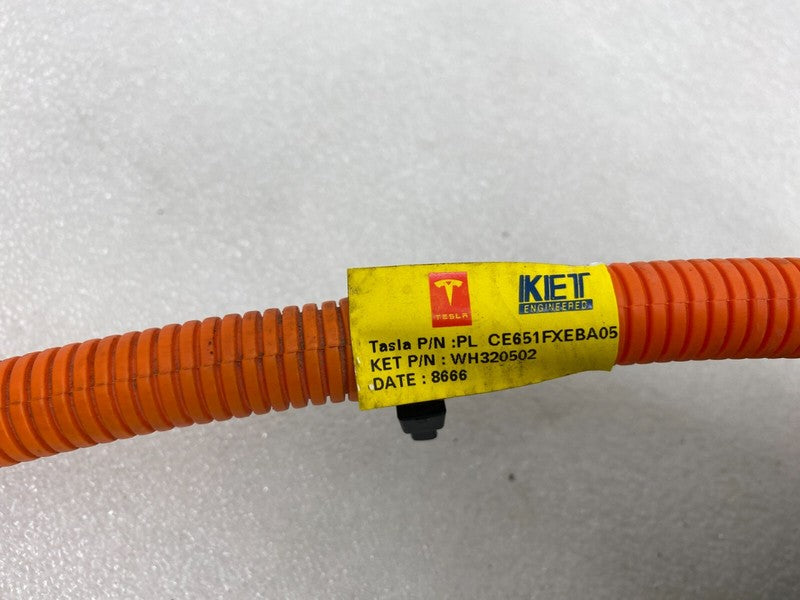 TESLA
KET
ENGINEERED
Tasla P/N :PL CE651FXEBA05
KET P/N : WH320502
DATE : 8666